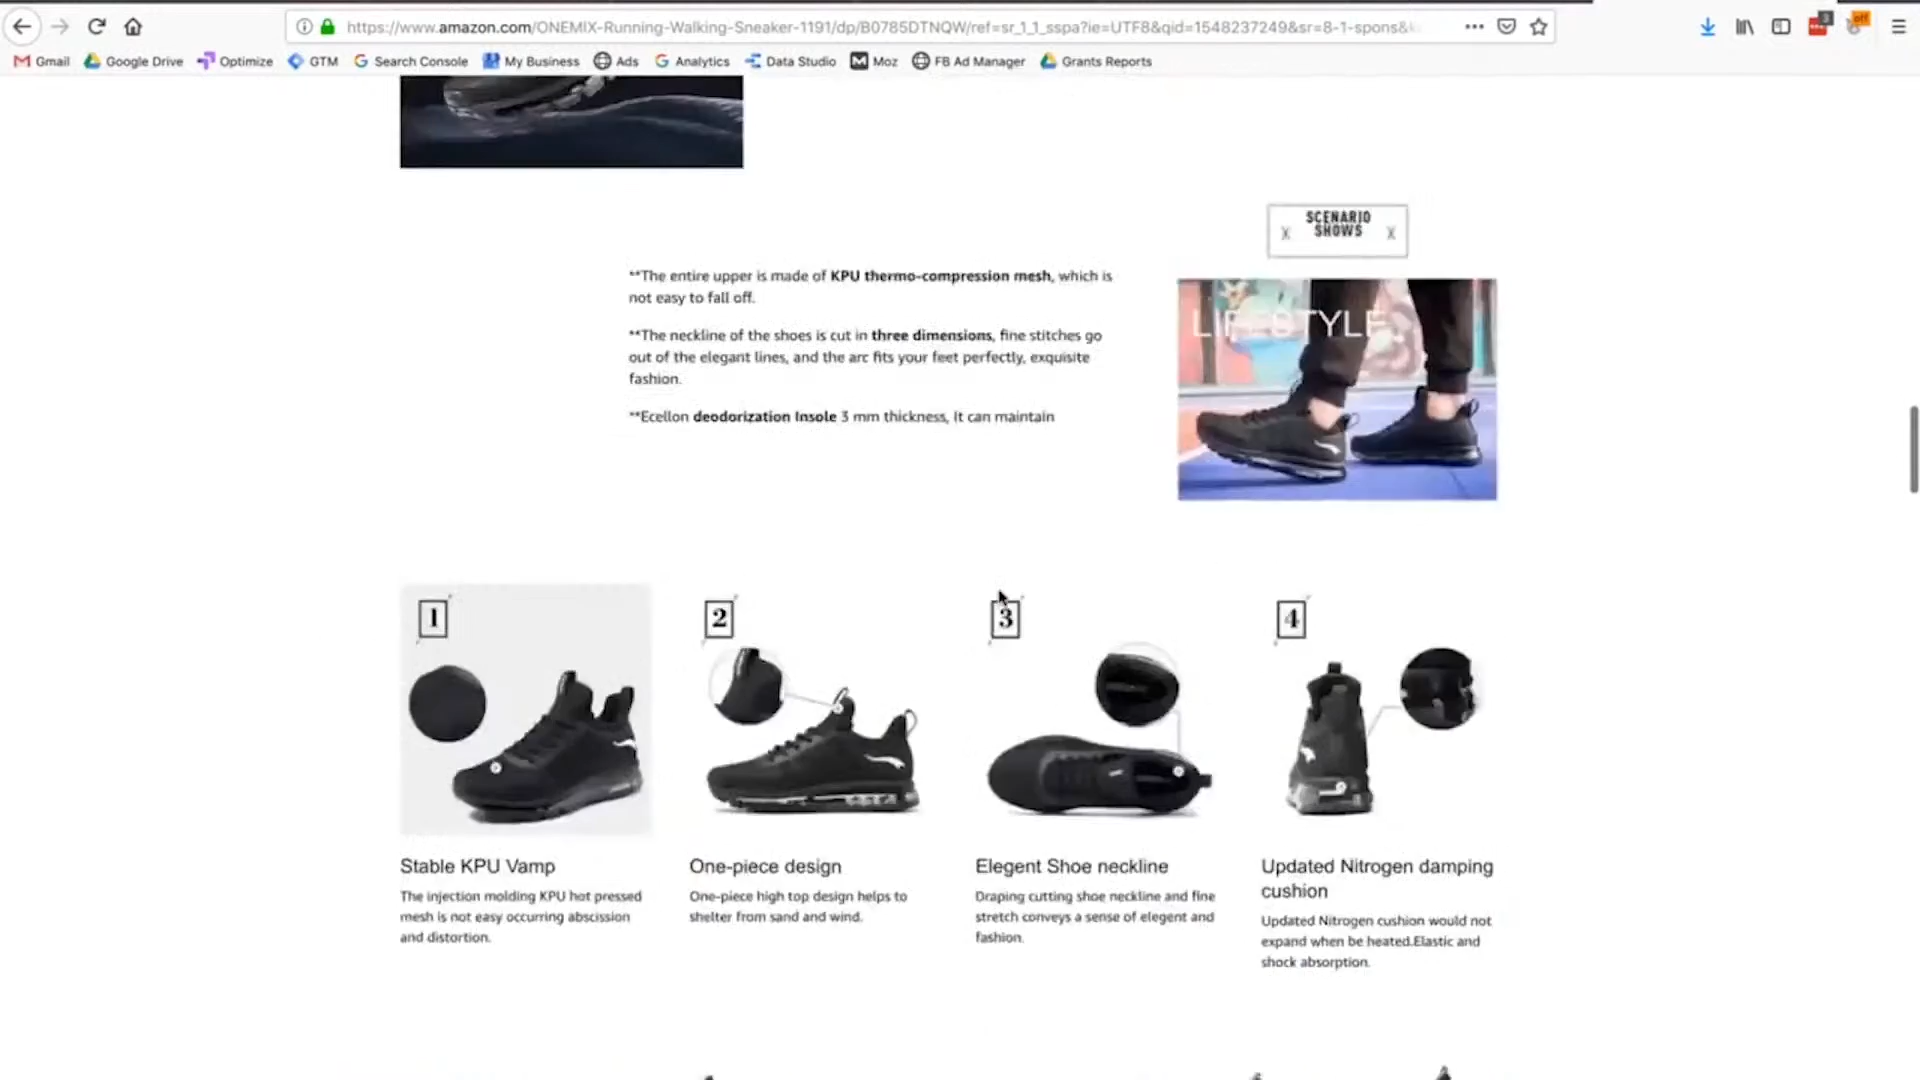 https://www.amazon.com/ONEMIX-Running-Walking-Sneaker-1191/dp/B0785DTNQW/ref=sr_1_1_sspa?ie=UTF8&qid=1548237249&sr=8-1-spons&
3
off
Gmail Google Drive Optimize GTM Search Console My Business Ads Analytics Data Studio Moz FB Ad Manager Grants Reports
SCENARIO
X SHOWS X
**The entire upper is made of KPU thermo-compression mesh, which is
not easy to fall off.
**The neckline of the shoes is cut in three dimensions, fine stitches go
out of the elegant lines, and the arc fits your feet perfectly, exquisite
fashion.
**Ecellon deodorization Insole 3 mm thickness, It can maintain
LIFESTYLE
1
2
3
4
Stable KPU Vamp
The injection molding KPU hot pressed
mesh is not easy occurring abscission
and distortion.
One-piece design
One-piece high top design helps to
shelter from sand and wind.
Elegent Shoe neckline
Draping cutting shoe neckline and fine
stretch conveys a sense of elegent and
fashion.
Updated Nitrogen damping
cushion
Updated Nitrogen cushion would not
expand when be heated.Elastic and
shock absorption.